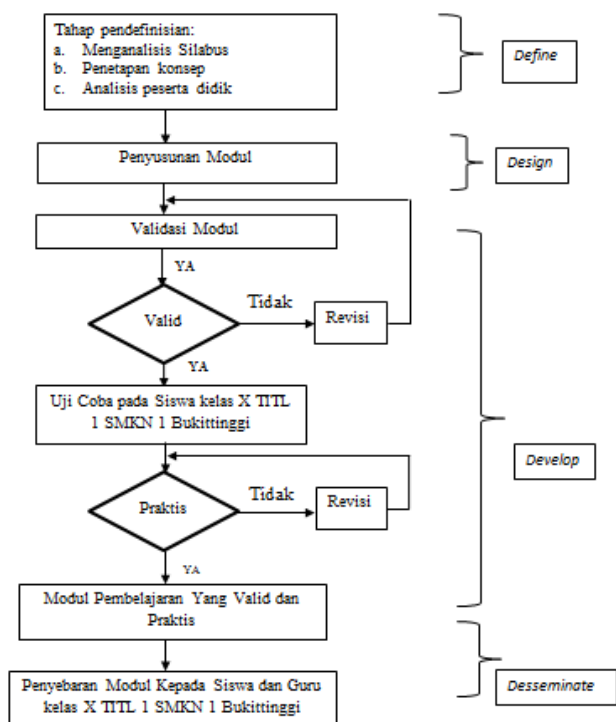 Tahap pendefinisian:
a. Menganalisis Silabus
b. Penetapan konsep
c. Analisis peserta didik
Define
Penyusunan Modul
Design
Validasi Modul
YA
Valid
Tidak
Revisi
YA
Uji Coba pada Siswa kelas X TITL
1 SMKN 1 Bukittinggi
Develop
Praktis
Tidak
Revisi
YA
Modul Pembelajaran Yang Valid dan
Praktis
Penyebaran Modul Kepada Siswa dan Guru
kelas X TITL 1 SMKN 1 Bukittinggi
Desseminate